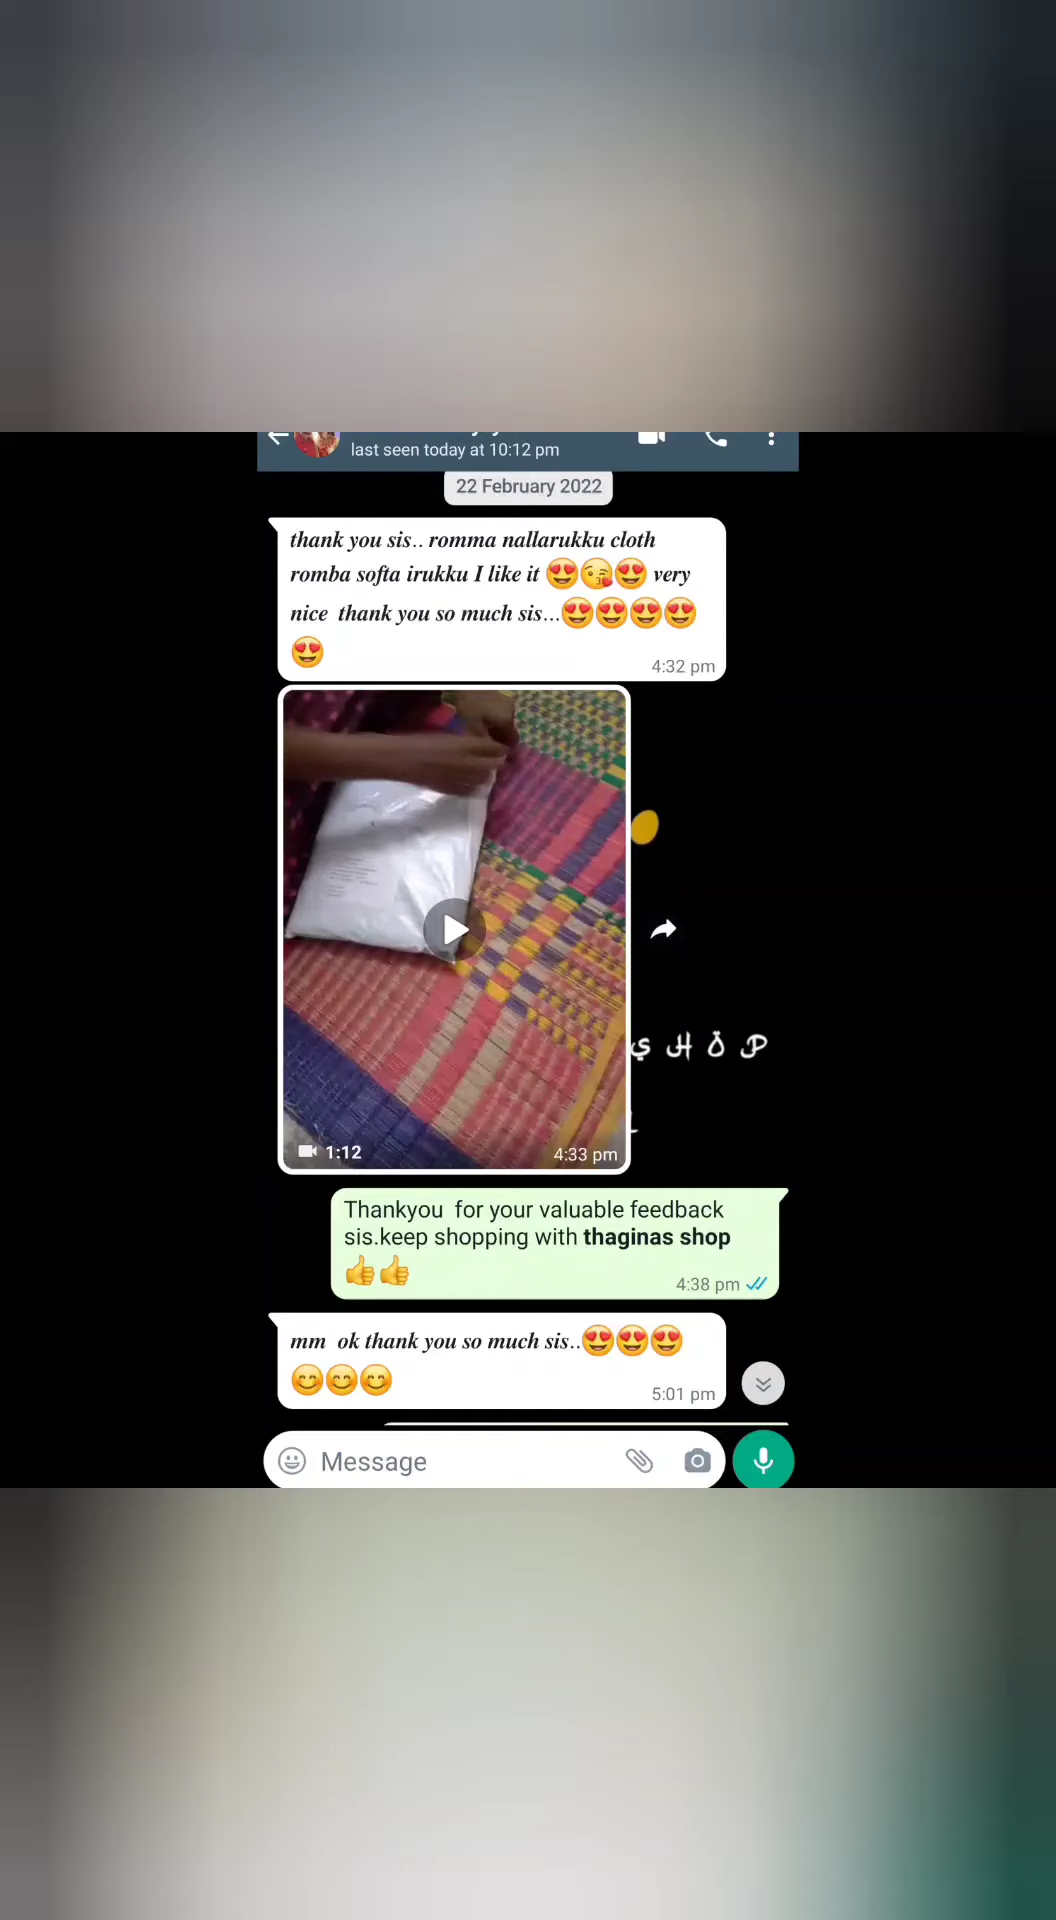 last seen today at 10:12 pm
22 February 2022
thank you sis.. romma nallarukku cloth
romba softa irukku I like it 😍😘😍 very
nice thank you so much sis...😍😍😍😍
😍
4:32 pm
SHOP
1:12
4:33 pm
Thankyou for your valuable feedback
sis.keep shopping with thaginas shop
👍👍
4:38 pm
mm ok thank you so much sis..😍😍😍
😊😊😊
5:01 pm
Message